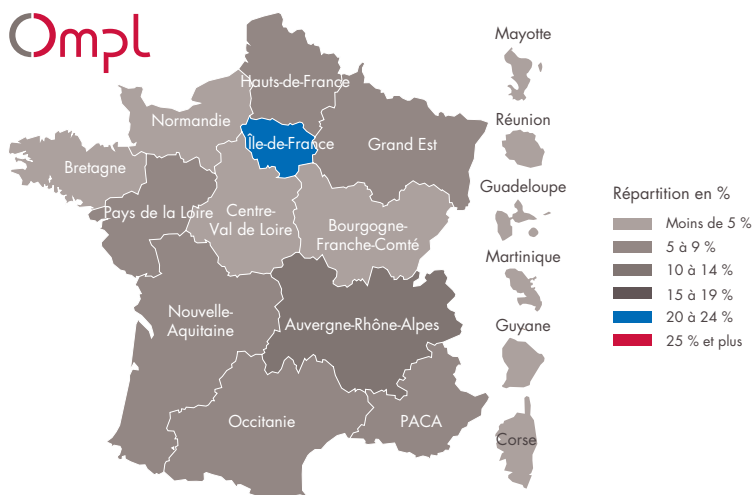 Ompl
Mayotte
Hauts-de-France
Normandie
Réunion
Île-de-France
Grand Est
Bretagne
Guadeloupe
Répartition en %
Pays de la Loire
Centre-
Val de Loire
Bourgogne-
Franche-Comté
Moins de 5 %
5 à 9 %
Martinique
10 à 14 %
15 à 19 %
Nouvelle-
Aquitaine
Auvergne-Rhône-Alpes
20 à 24 %
Guyane
25 % et plus
Occitanie
PACA
Corse